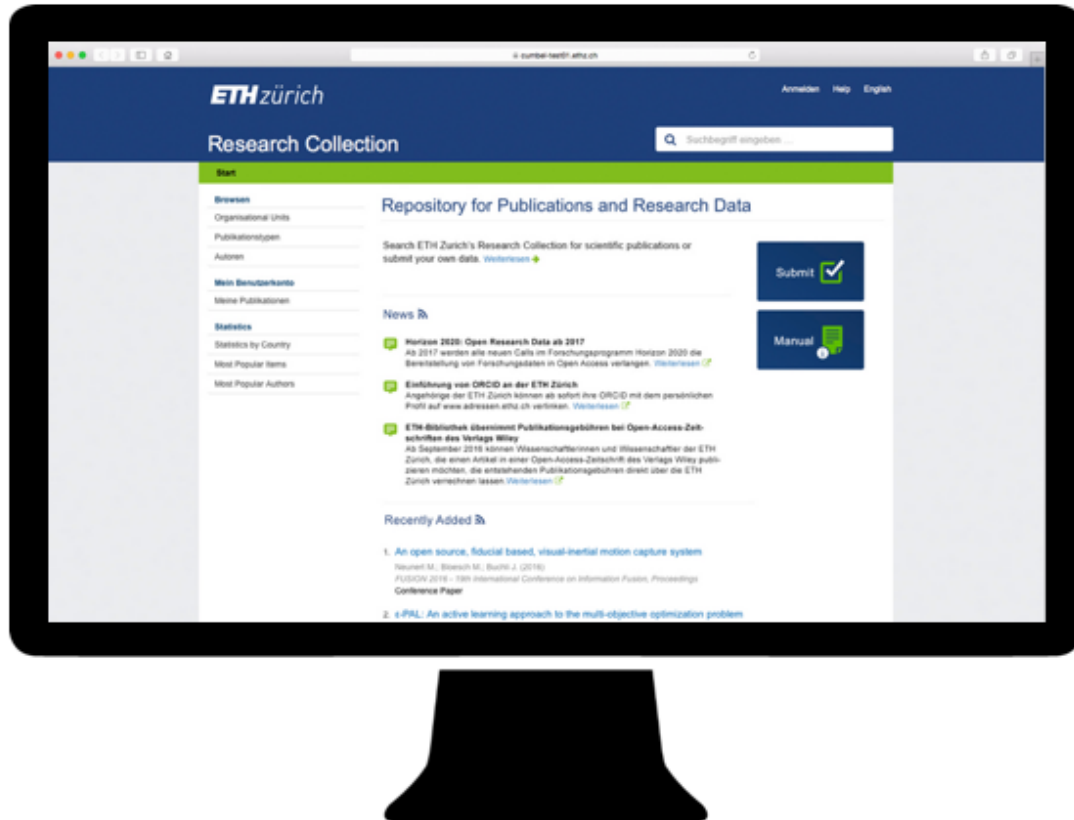 cumbel-test01.ethz.ch
ETH zürich
Anmelden Help English
Research Collection
Suchbegriff eingeben ...
Start
Browsen
Organisational Units
Publikationstypen
Autoren
Mein Benutzerkonto
Meine Publikationen
Statistics
Statistics by Country
Most Popular Items
Most Popular Authors
Repository for Publications and Research Data
Search ETH Zurich's Research Collection for scientific publications or
submit your own data. Weiterlesen
Submit
Manual
News
Horizon 2020: Open Research Data ab 2017
Ab 2017 werden alle neuen Calls im Forschungsprogramm Horizon 2020 die
Bereitstellung von Forschungsdaten in Open Access verlangen. Weiterlesen
Einführung von ORCID an der ETH Zürich
Angehörige der ETH Zürich können ab sofort ihre ORCID mit dem persönlichen
Profil auf www.adressen.ethz.ch verlinken. Weiterlesen
ETH-Bibliothek übernimmt Publikationsgebühren bei Open-Access-Zeit-
schriften des Verlags Wiley
Ab September 2016 können Wissenschaftlerinnen und Wissenschaftler der ETH
Zürich, die einen Artikel in einer Open-Access-Zeitschrift des Verlags Wiley publi-
zieren möchten, die entstehenden Publikationsgebühren direkt über die ETH
Zürich verrechnen lassen.Weiterlesen
Recently Added
1. An open source, fiducial based, visual-inertial motion capture system
Neunert M.; Bloesch M.; Buchli J. (2016)
FUSION 2016 - 19th International Conference on Information Fusion, Proceedings
Conference Paper
2. ε-PAL: An active learning approach to the multi-objective optimization problem